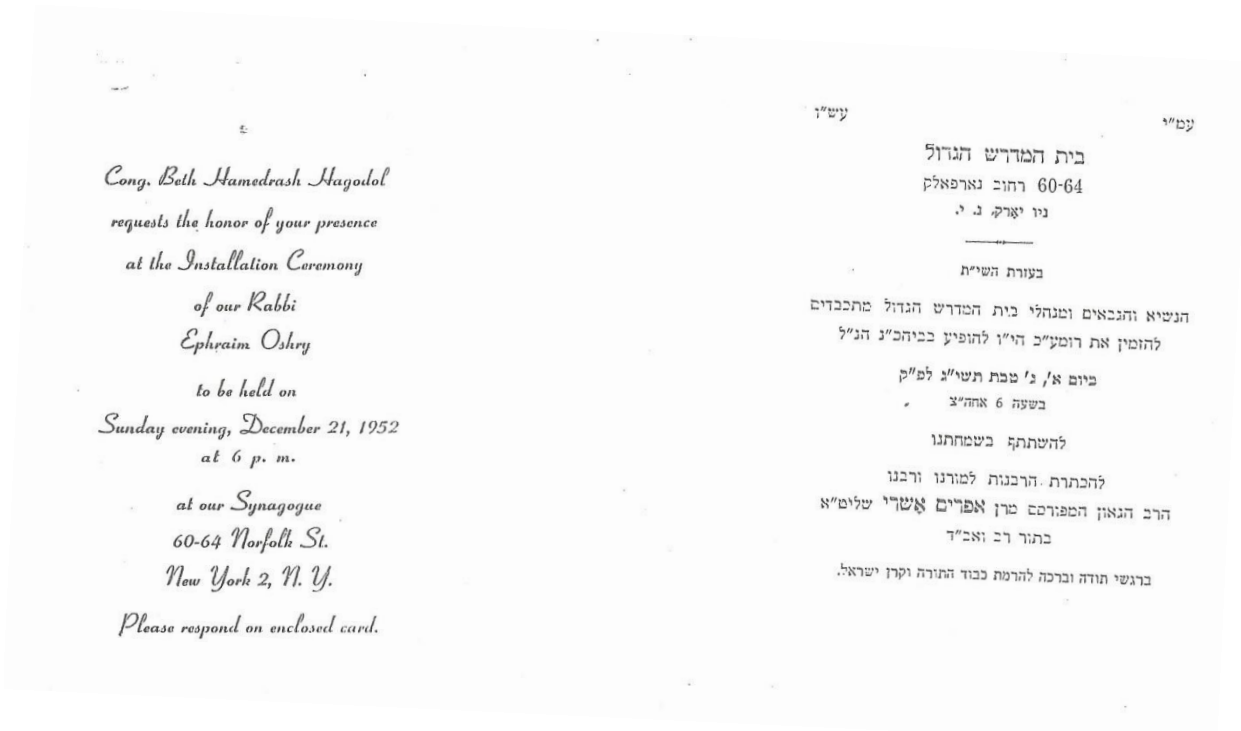 Cong. Beth Hamedrash Hagodol
requests the honor of your presence
at the Installation Ceremony
of our Rabbi
Ephraim Oshry
to be held on
Sunday evening, December 21, 1952
at 6 p. m.
at our Synagogue
60-64 Norfolk St.
New York 2, N. Y.
Please respond on enclosed card.
עמ"י עש"ו
בית המדרש הגדול
60-64 רחוב נארפאלק
ניו יאָרק, נ. י.
בעזרת השי"ת
הנשיא והגבאים ומנהלי בית המדרש הגדול מתכבדים
להזמין את רומע"כ הי"ו להופיע בביהכ"נ הנ"ל
ביום א', ג' טבת תשי"ג לפ"ק
בשעה 6 אחה"צ
להשתתף בשמחתנו
להכתרת הרבנות למורנו ורבנו
הרב הגאון המפורסם מרן אפרים אָשרי שליט"א
בתור רב ואב"ד
ברגשי תודה וברכה להרמת כבוד התורה וקרן ישראל.